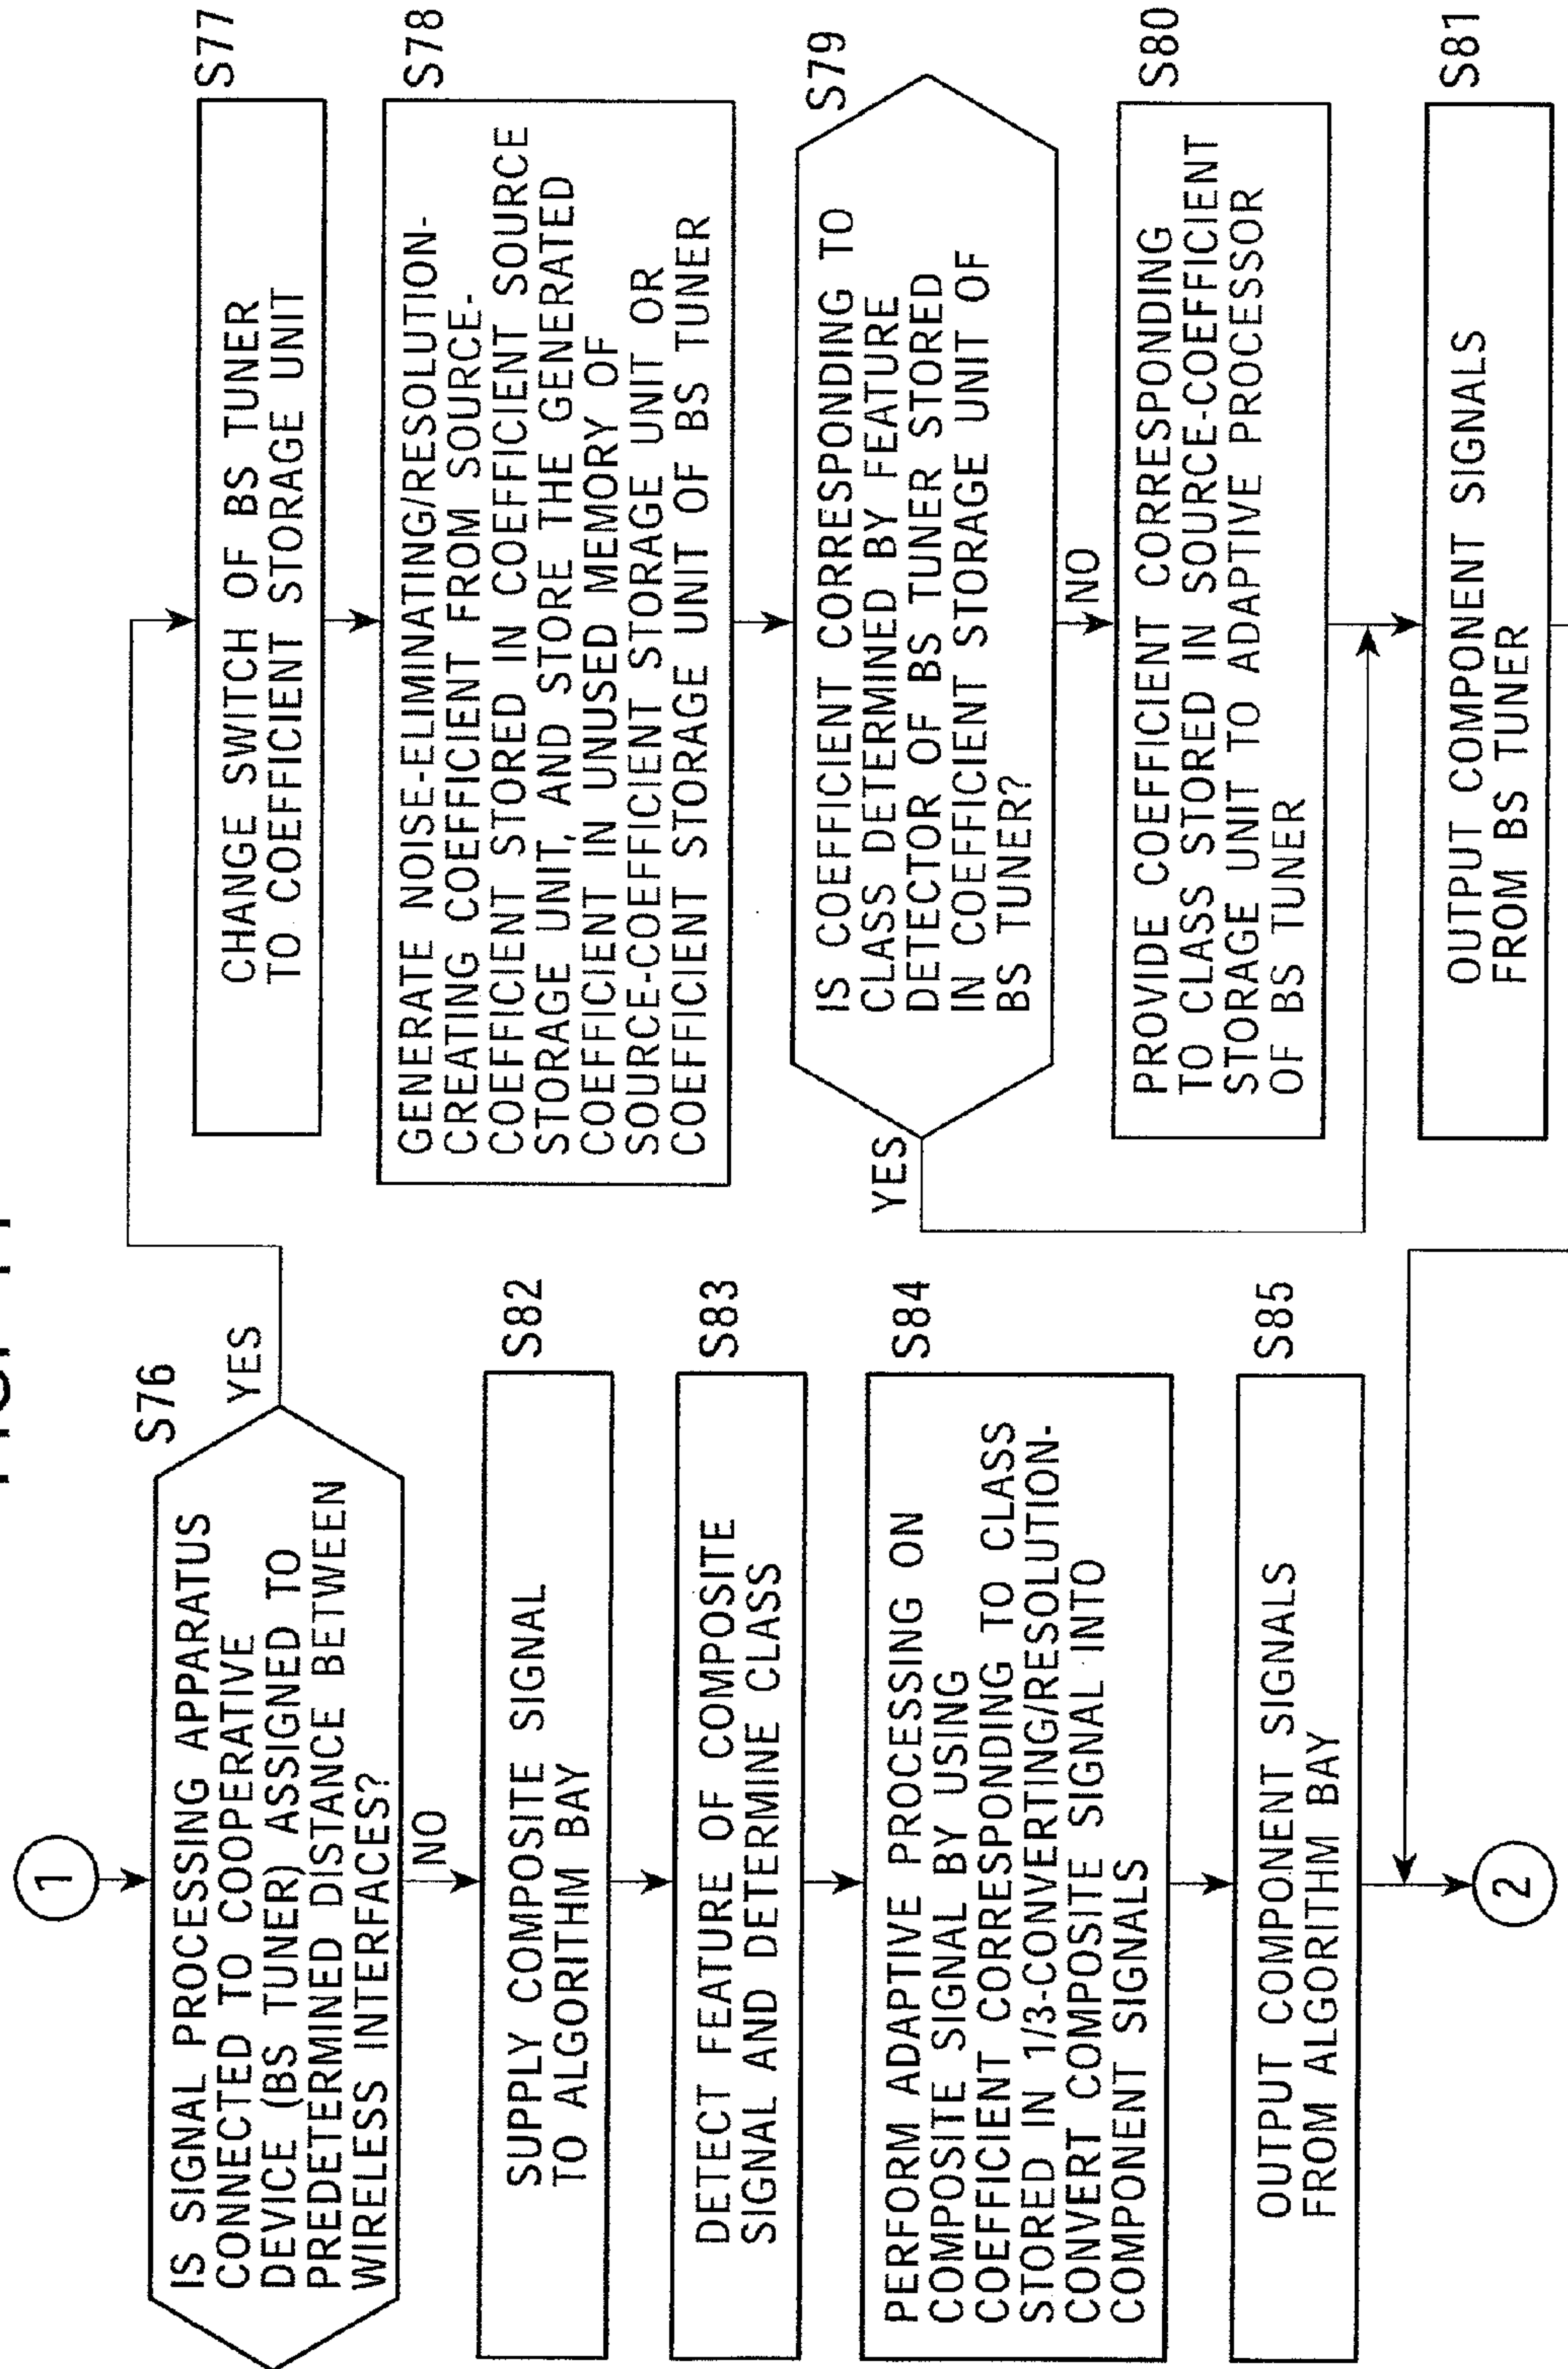 1
S76
IS SIGNAL PROCESSING APPARATUS
CONNECTED TO COOPERATIVE
DEVICE (BS TUNER) ASSIGNED TO
PREDETERMINED DISTANCE BETWEEN
WIRELESS INTERFACES?
YES
NO
S82
SUPPLY COMPOSITE SIGNAL
TO ALGORITHM BAY
S83
DETECT FEATURE OF COMPOSITE
SIGNAL AND DETERMINE CLASS
S84
PERFORM ADAPTIVE PROCESSING ON
COMPOSITE SIGNAL BY USING
COEFFICIENT CORRESPONDING TO CLASS
STORED IN 1/3-CONVERTING/RESOLUTION-
CONVERT COMPOSITE SIGNAL INTO
COMPONENT SIGNALS
S85
OUTPUT COMPONENT SIGNALS
FROM ALGORITHM BAY
2
S77
CHANGE SWITCH OF BS TUNER
TO COEFFICIENT STORAGE UNIT
S78
GENERATE NOISE-ELIMINATING/RESOLUTION-
CREATING COEFFICIENT FROM SOURCE-
COEFFICIENT STORED IN COEFFICIENT SOURCE
STORAGE UNIT, AND STORE THE GENERATED
COEFFICIENT IN UNUSED MEMORY OF
SOURCE-COEFFICIENT STORAGE UNIT OR
COEFFICIENT STORAGE UNIT OF BS TUNER
S79
IS COEFFICIENT CORRESPONDING TO
CLASS DETERMINED BY FEATURE
DETECTOR OF BS TUNER STORED
IN COEFFICIENT STORAGE UNIT OF
BS TUNER?
YES
NO
S80
PROVIDE COEFFICIENT CORRESPONDING
TO CLASS STORED IN SOURCE-COEFFICIENT
STORAGE UNIT TO ADAPTIVE PROCESSOR
OF BS TUNER
S81
OUTPUT COMPONENT SIGNALS
FROM BS TUNER